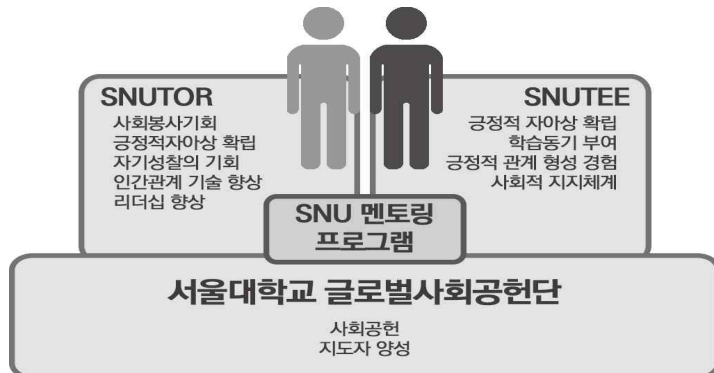 SNUTOR
사회봉사기회
긍정적자아상 확립
자기성찰의 기회
인간관계 기술 향상
리더십 향상
SNUTEE
긍정적 자아상 확립
학습동기 부여
긍정적 관계 형성 경험
사회적 지지체계
SNU 멘토링
프로그램
서울대학교 글로벌사회공헌단
사회공헌
지도자 양성